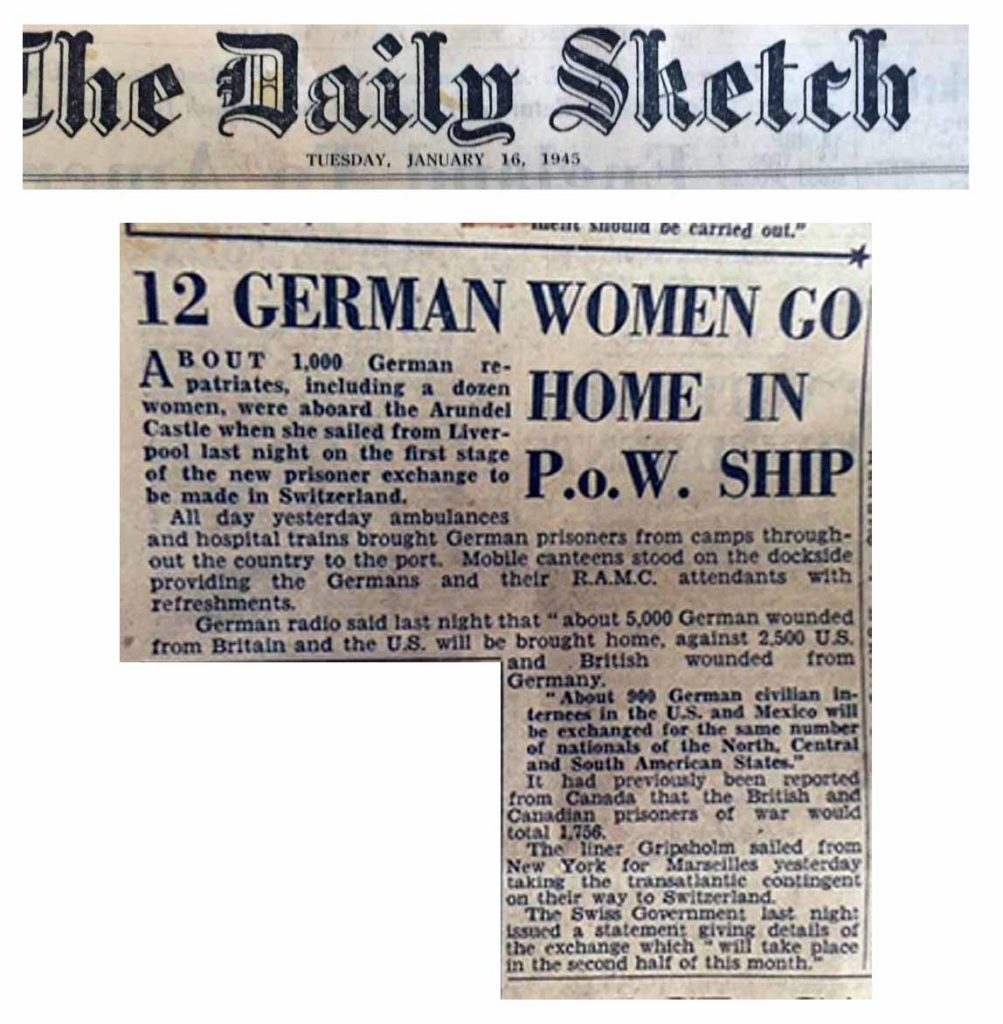 The Daily Sketch
TUESDAY, JANUARY 16, 1945
ment should be carried out."
12 GERMAN WOMEN GO
HOME IN
P.o.W. SHIP
ABOUT 1,000 German re-
patriates, including a dozen
women, were aboard the Arundel
Castle when she sailed from Liver-
pool last night on the first stage
of the new prisoner exchange to
be made in Switzerland.
All day yesterday ambulances
and hospital trains brought German prisoners from camps through-
out the country to the port. Mobile canteens stood on the dockside
providing the Germans and their R.A.M.C. attendants with
refreshments.
German radio said last night that "about 5,000 German wounded
from Britain and the U.S. will be brought home, against 2,500 U.S.
and British wounded from
Germany.
"About 900 German civilian in-
ternees in the U.S. and Mexico will
be exchanged for the same number
of nationals of the North, Central
and South American States."
It had previously been reported
from Canada that the British and
Canadian prisoners of war would
total 1,756.
The liner Gripsholm sailed from
New York for Marseilles yesterday
taking the transatlantic contingent
on their way to Switzerland.
The Swiss Government last night
issued a statement giving details of
the exchange which "will take place
in the second half of this month."